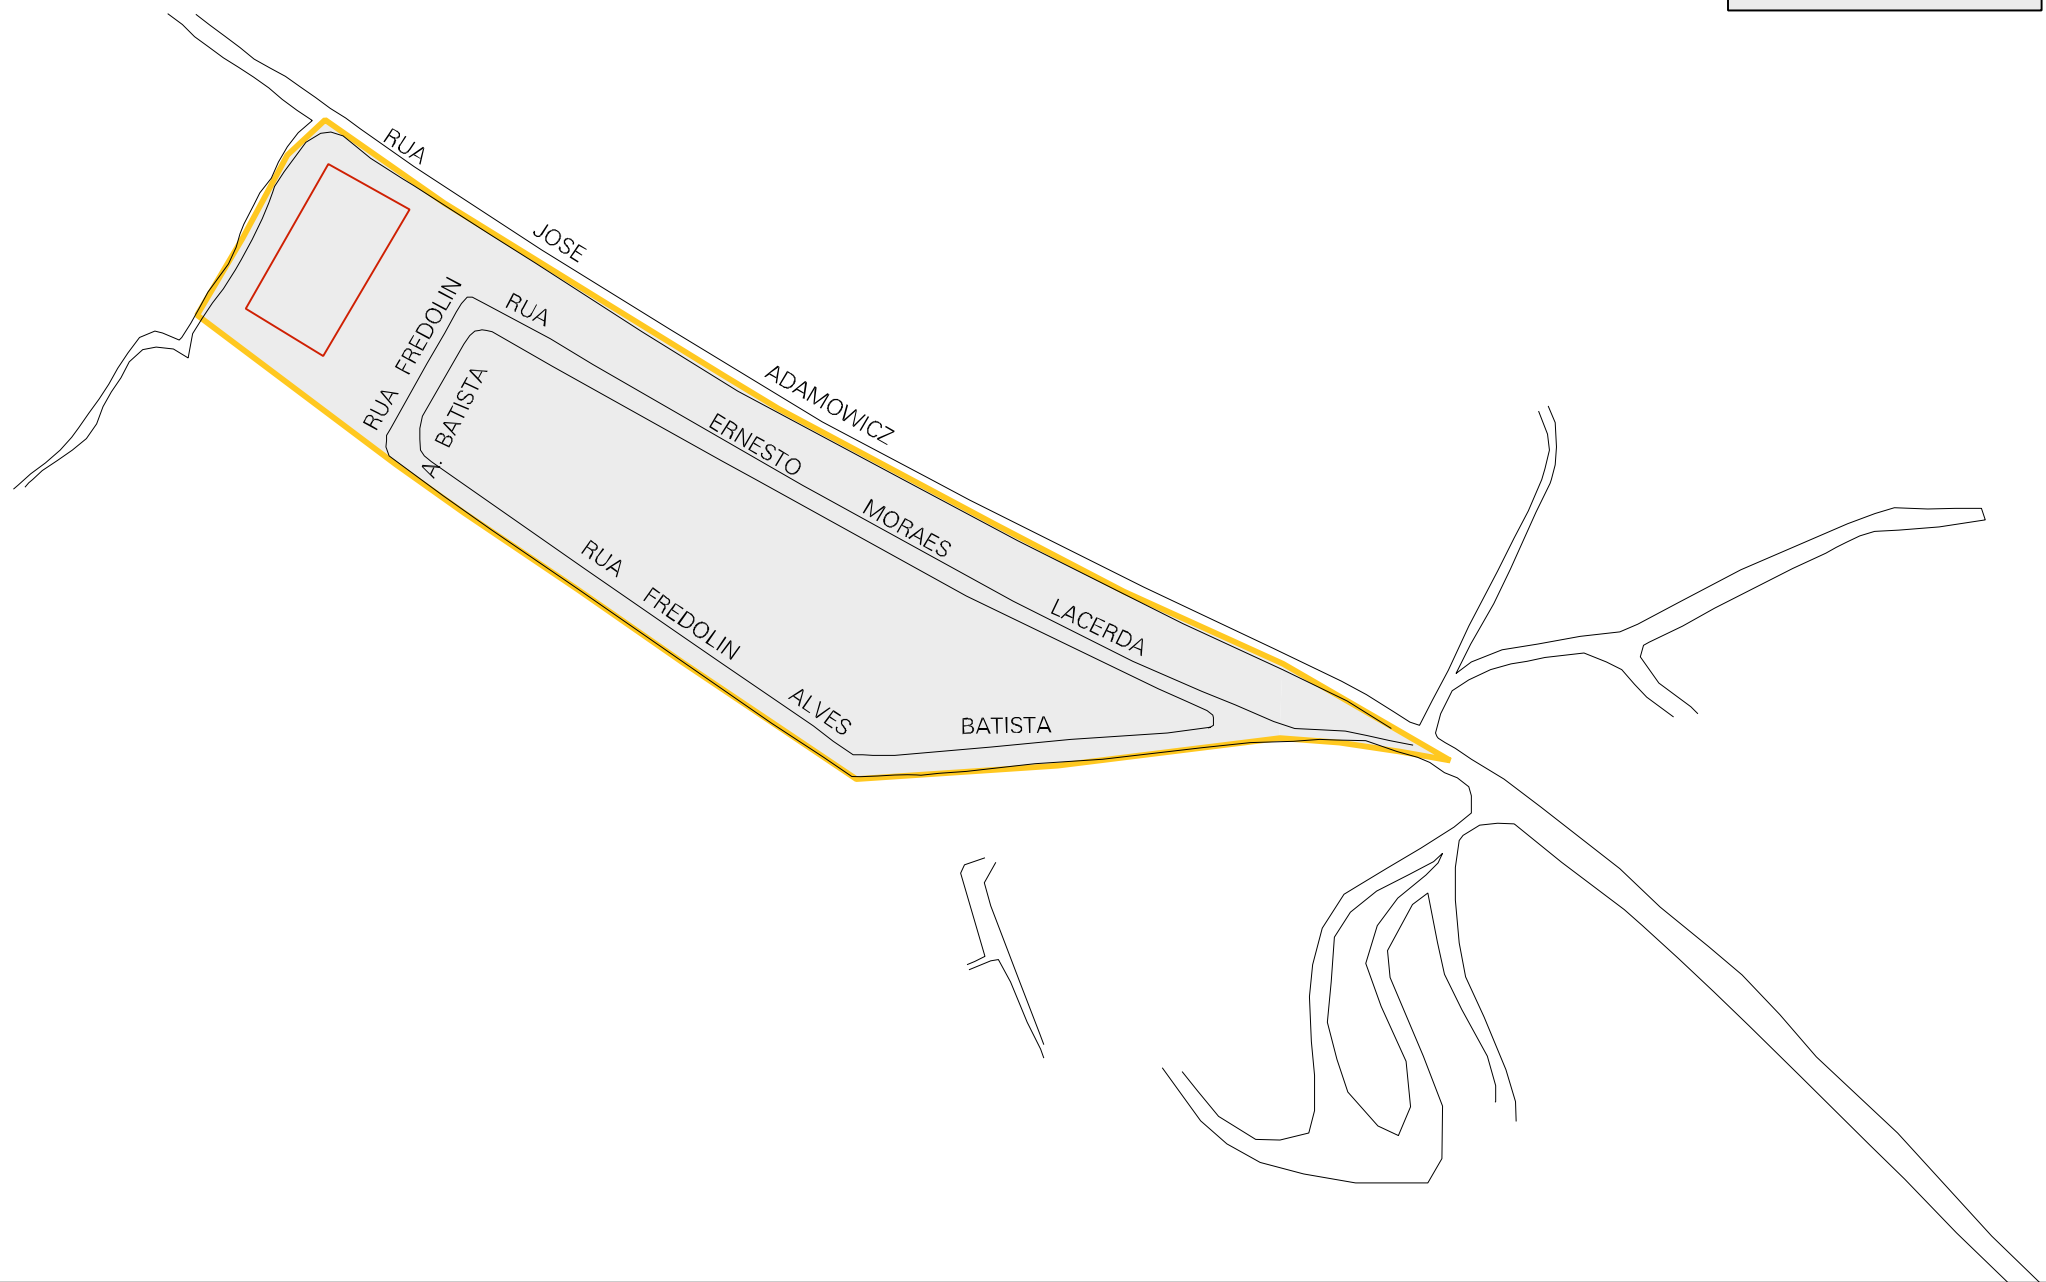 RUA JOSE ADAMOWICZ
RUA ERNESTO MORAES LACERDA
RUA FREDOLIN
A. BATISTA
RUA FREDOLIN ALVES BATISTA